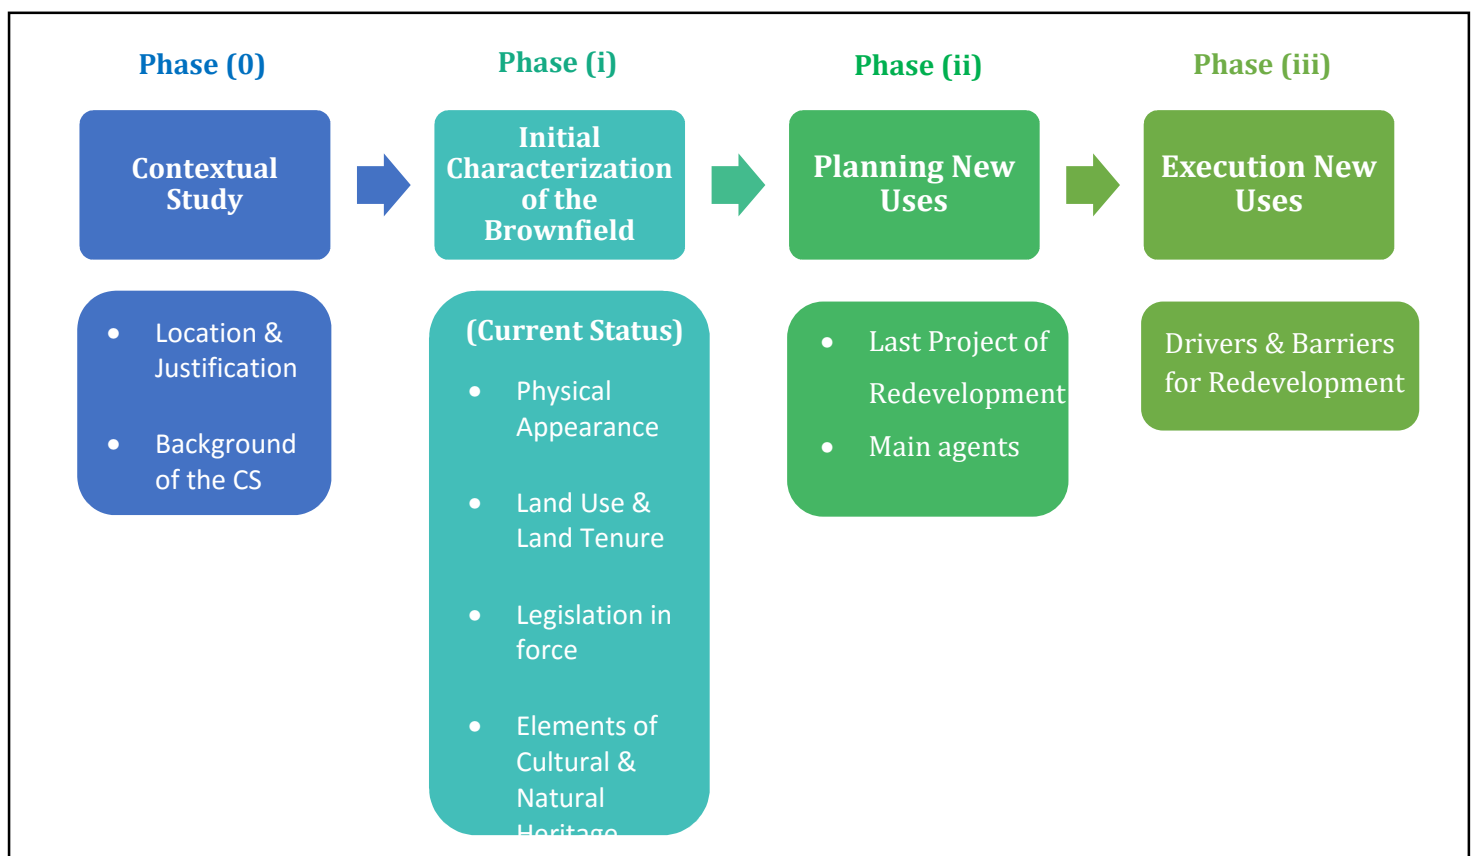 Phase (0)
Contextual
Study
• Location &
Justification
• Background
of the CS
Phase (i)
Initial
Characterization
of the
Brownfield
(Current Status)
• Physical
Appearance
• Land Use &
Land Tenure
• Legislation in
force
• Elements of
Cultural &
Natural
Heritage
Phase (ii)
Planning New
Uses
• Last Project of
Redevelopment
• Main agents
Phase (iii)
Execution New
Uses
Drivers & Barriers
for Redevelopment